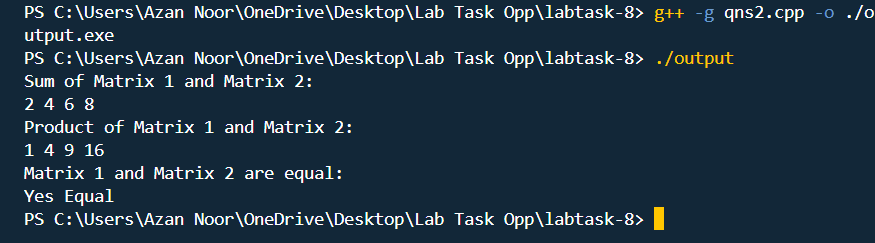 PS C:\Users\Azan Noor\OneDrive\Desktop\Lab Task Opp\labtask-8> g++ -g qns2.cpp -o ./o
utput.exe
PS C:\Users\Azan Noor\OneDrive\Desktop\Lab Task Opp\labtask-8> ./output
Sum of Matrix 1 and Matrix 2:
2 4 6 8
Product of Matrix 1 and Matrix 2:
1 4 9 16
Matrix 1 and Matrix 2 are equal:
Yes Equal
PS C:\Users\Azan Noor\OneDrive\Desktop\Lab Task Opp\labtask-8>